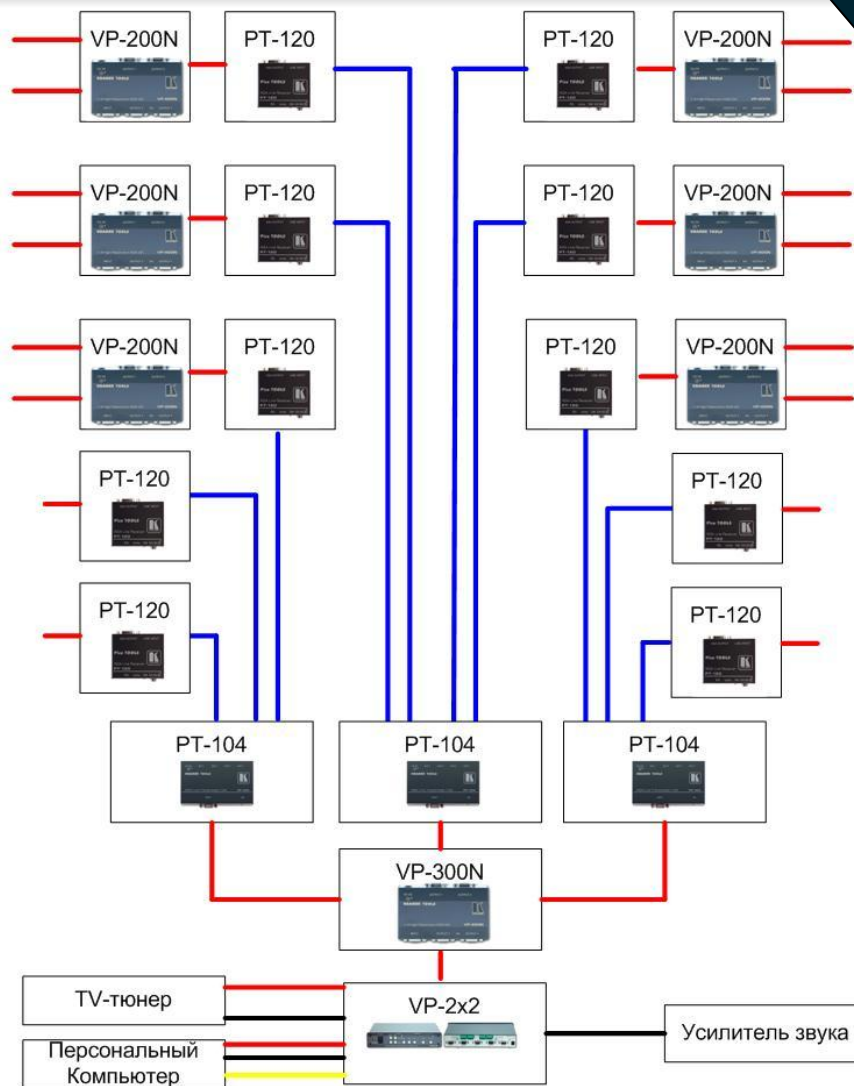 VP-200N PT-120 PT-120 VP-200N
VP-200N PT-120 PT-120 VP-200N
VP-200N PT-120 PT-120 VP-200N
PT-120 PT-120
PT-120 PT-120
PT-104 PT-104 PT-104
VP-300N
TV-тюнер
VP-2x2
Усилитель звука
Персональный
Компьютер